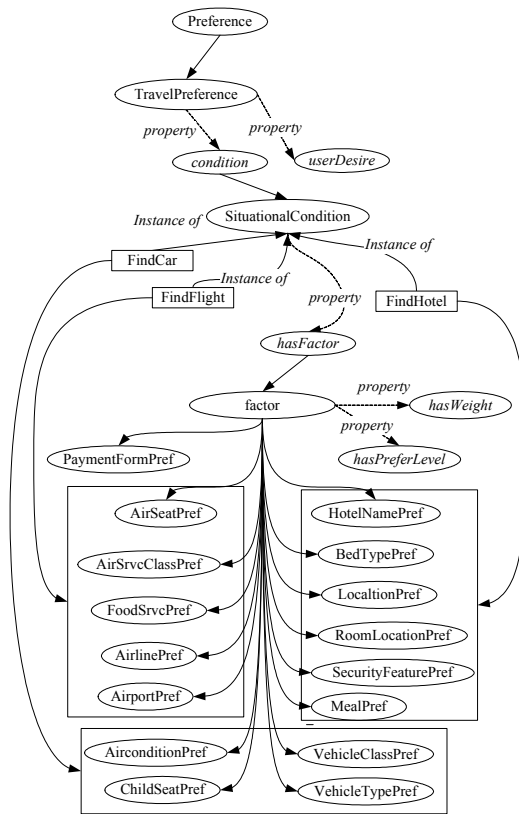 Preference
TravelPreference
property
property
condition
userDesire
Instance of
SituationalCondition
Instance of
FindCar
Instance of
FindFlight
FindHotel
property
hasFactor
property
factor
hasWeight
property
PaymentFormPref
hasPreferLevel
AirSeatPref
HotelNamePref
AirSrvcClassPref
BedTypePref
FoodSrvcPref
LocaltionPref
AirlinePref
RoomLocationPref
AirportPref
SecurityFeaturePref
MealPref
AirconditionPref
VehicleClassPref
ChildSeatPref
VehicleTypePref